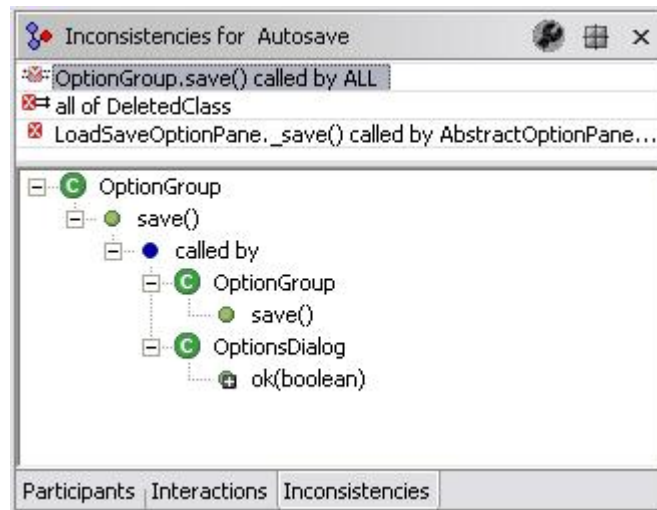 Inconsistencies for Autosave
OptionGroup.save() called by ALL
all of DeletedClass
LoadSaveOptionPane._save() called by AbstractOptionPane...
OptionGroup
save()
called by
OptionGroup
save()
OptionsDialog
ok(boolean)
Participants Interactions Inconsistencies